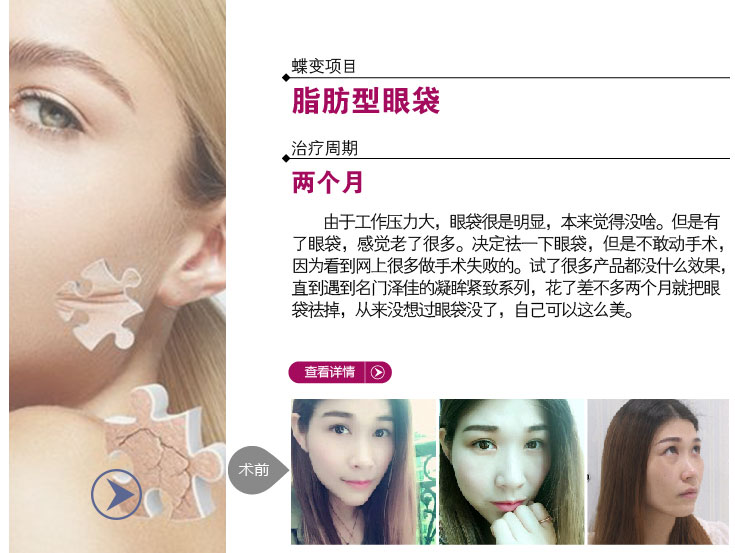 蝶变项目
脂肪型眼袋
治疗周期
两个月
由于工作压力大，眼袋很是明显，本来觉得没啥。但是有
了眼袋，感觉老了很多。决定祛一下眼袋，但是不敢动手术，
因为看到网上很多做手术失败的。试了很多产品都没什么效果，
直到遇到名门泽佳的凝眸紧致系列，花了差不多两个月就把眼
袋祛掉，从来没想过眼袋没了，自己可以这么美。
查看详情
术前